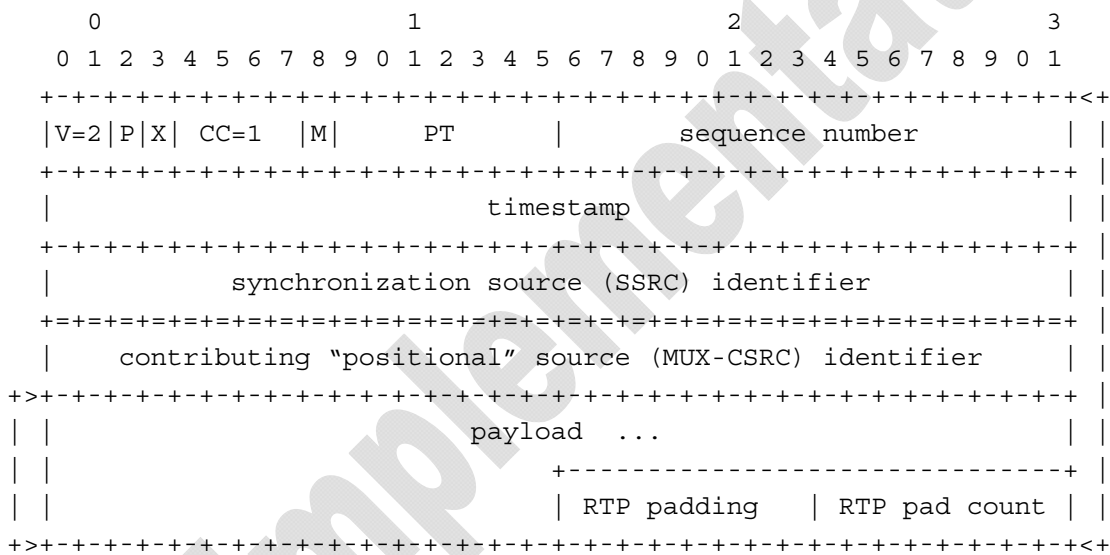 0                   1                   2                   3
 0 1 2 3 4 5 6 7 8 9 0 1 2 3 4 5 6 7 8 9 0 1 2 3 4 5 6 7 8 9 0 1
+-+-+-+-+-+-+-+-+-+-+-+-+-+-+-+-+-+-+-+-+-+-+-+-+-+-+-+-+-+-+-+-+<+
|V=2|P|X| CC=1  |M|     PT      |       sequence number         | |
+-+-+-+-+-+-+-+-+-+-+-+-+-+-+-+-+-+-+-+-+-+-+-+-+-+-+-+-+-+-+-+-+ |
|                           timestamp                           | |
+-+-+-+-+-+-+-+-+-+-+-+-+-+-+-+-+-+-+-+-+-+-+-+-+-+-+-+-+-+-+-+-+ |
|           synchronization source (SSRC) identifier            | |
+=+=+=+=+=+=+=+=+=+=+=+=+=+=+=+=+=+=+=+=+=+=+=+=+=+=+=+=+=+=+=+=+ |
|    contributing “positional” source (MUX-CSRC) identifier     | |
+>+-+-+-+-+-+-+-+-+-+-+-+-+-+-+-+-+-+-+-+-+-+-+-+-+-+-+-+-+-+-+-+-+ |
| |                          payload  ...                         | |
| |                               +-------------------------------+ |
| |                               | RTP padding   | RTP pad count | |
+>+-+-+-+-+-+-+-+-+-+-+-+-+-+-+-+-+-+-+-+-+-+-+-+-+-+-+-+-+-+-+-+-+<+